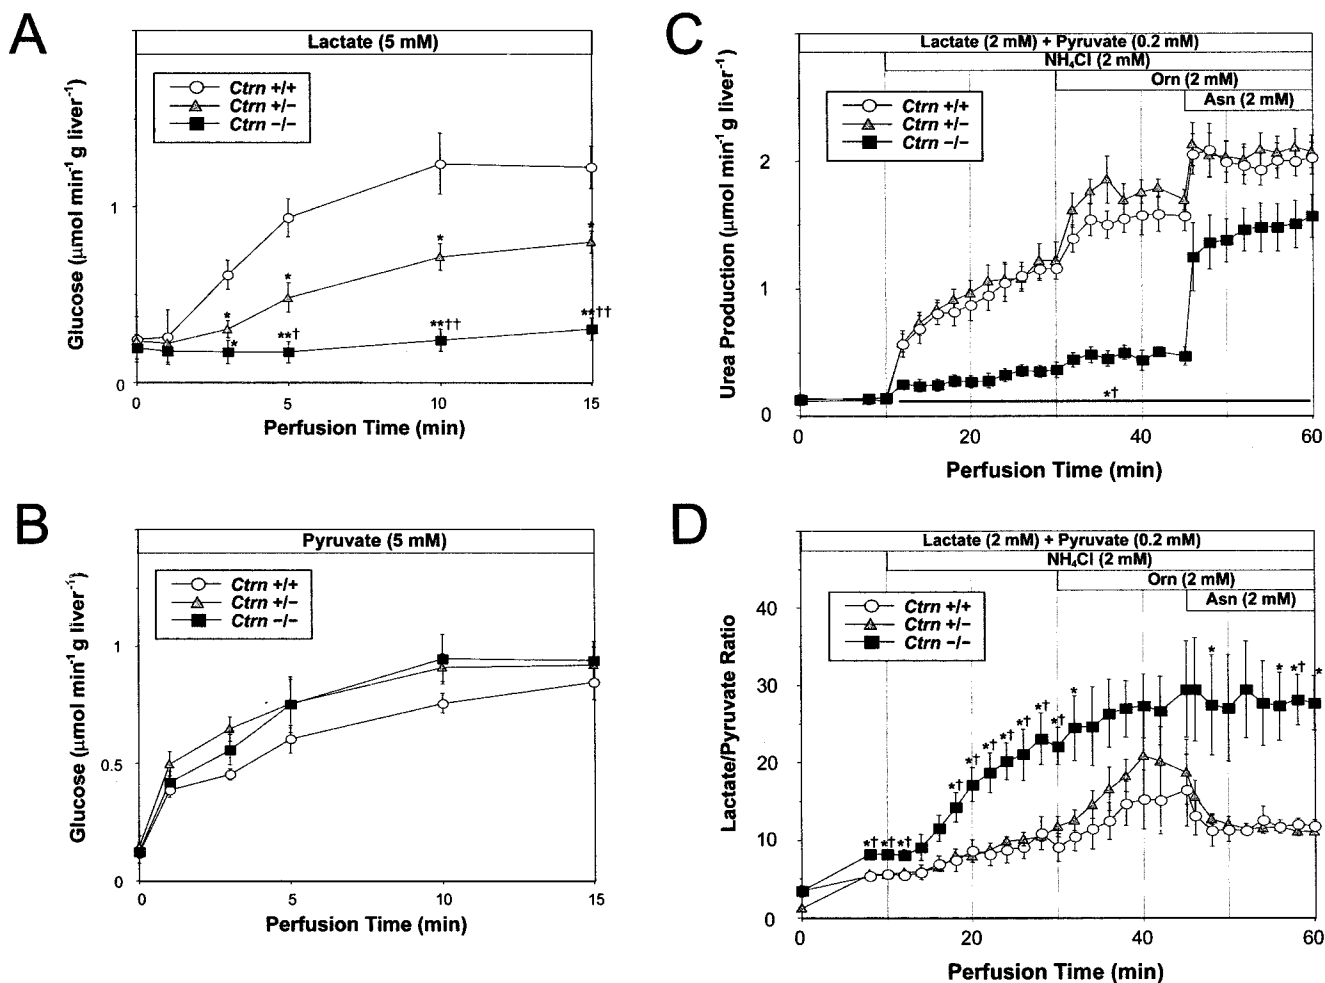 A
Lactate (5 mM)
Ctrn +/+
Ctrn +/−
Ctrn −/−
Glucose (μmol min⁻¹ g liver⁻¹)
1
0
*
*
*
*
*
**†
**††
**††
0
5
10
15
Perfusion Time (min)
B
Pyruvate (5 mM)
Ctrn +/+
Ctrn +/−
Ctrn −/−
Glucose (μmol min⁻¹ g liver⁻¹)
1
0.5
0
0
5
10
15
Perfusion Time (min)
C
Lactate (2 mM) + Pyruvate (0.2 mM)
NH₄Cl (2 mM)
Orn (2 mM)
Asn (2 mM)
Ctrn +/+
Ctrn +/−
Ctrn −/−
Urea Production (μmol min⁻¹ g liver⁻¹)
2
1
0
*†
0
20
40
60
Perfusion Time (min)
D
Lactate (2 mM) + Pyruvate (0.2 mM)
NH₄Cl (2 mM)
Orn (2 mM)
Asn (2 mM)
Ctrn +/+
Ctrn +/−
Ctrn −/−
Lactate/Pyruvate Ratio
40
30
20
10
0
*† *† *†
*† *† *† *† *† *† *† *
* * *† *
0
20
40
60
Perfusion Time (min)